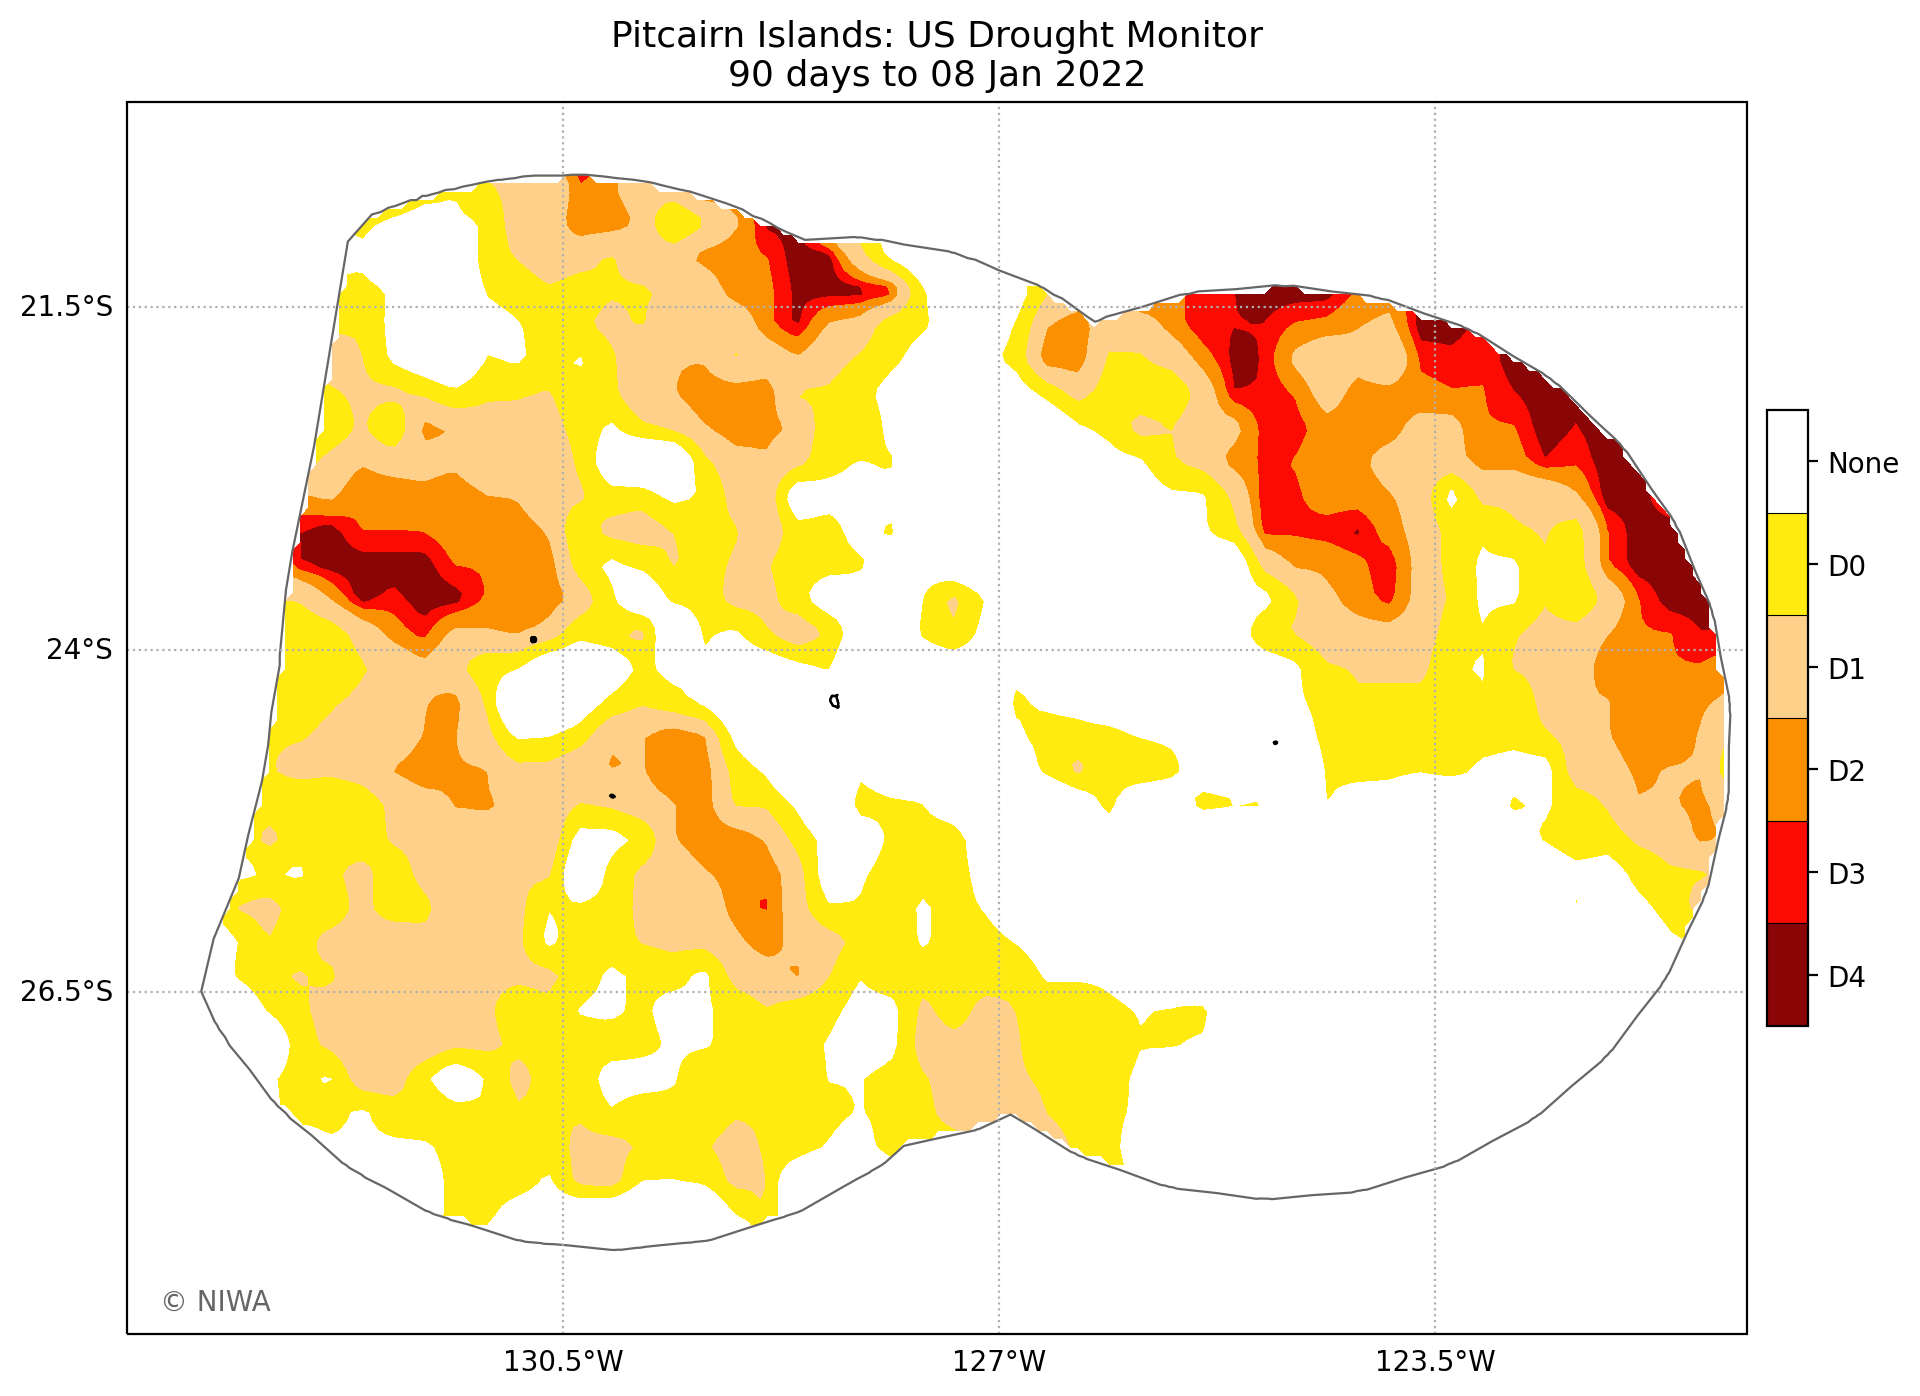 Pitcairn Islands: US Drought Monitor
90 days to 08 Jan 2022
21.5°S
24°S
26.5°S
130.5°W
127°W
123.5°W
None
D0
D1
D2
D3
D4
© NIWA